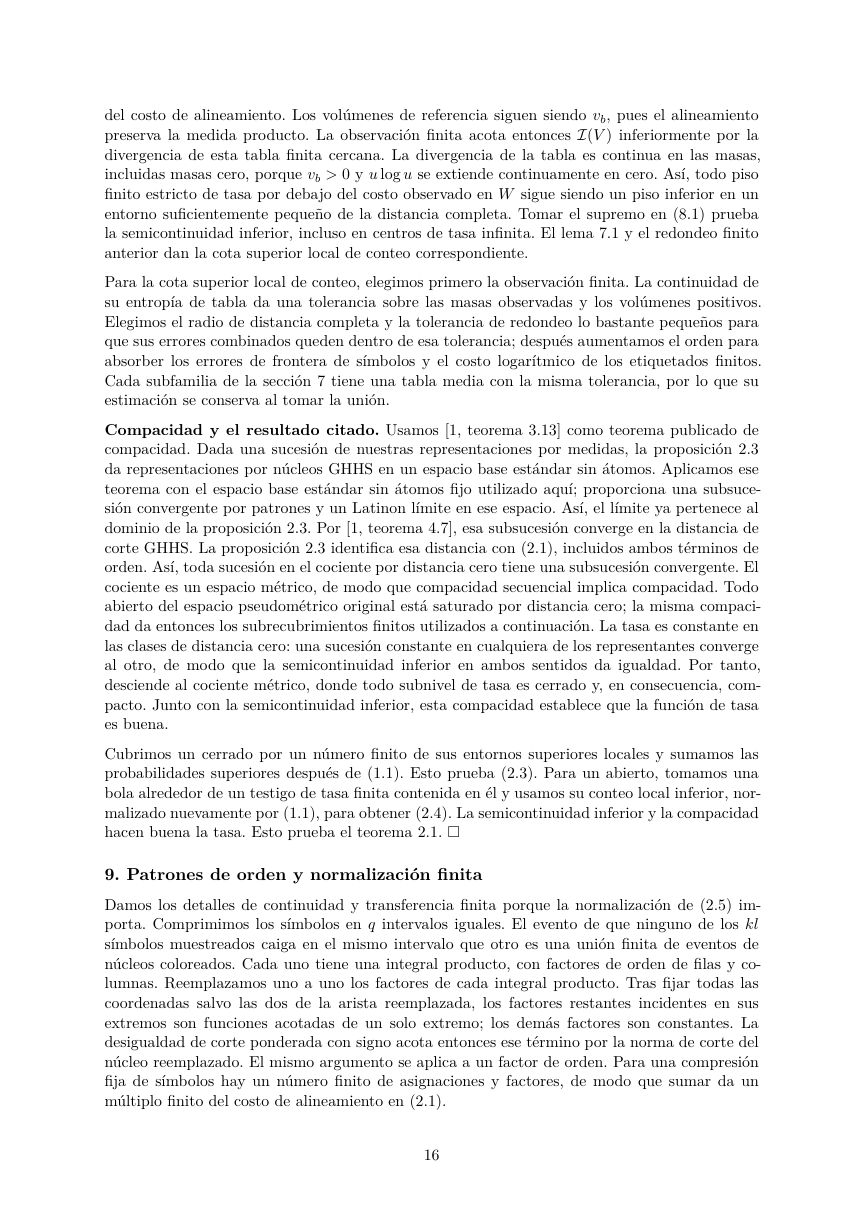 del costo de alineamiento. Los volúmenes de referencia siguen siendo v_b, pues el alineamiento
preserva la medida producto. La observación finita acota entonces I(V) inferiormente por la
divergencia de esta tabla finita cercana. La divergencia de la tabla es continua en las masas,
incluidas masas cero, porque v_b > 0 y u log u se extiende continuamente en cero. Así, todo piso
finito estricto de tasa por debajo del costo observado en W sigue siendo un piso inferior en un
entorno suficientemente pequeño de la distancia completa. Tomar el supremo en (8.1) prueba
la semicontinuidad inferior, incluso en centros de tasa infinita. El lema 7.1 y el redondeo finito
anterior dan la cota superior local de conteo correspondiente.
Para la cota superior local de conteo, elegimos primero la observación finita. La continuidad de
su entropía de tabla da una tolerancia sobre las masas observadas y los volúmenes positivos.
Elegimos el radio de distancia completa y la tolerancia de redondeo lo bastante pequeños para
que sus errores combinados queden dentro de esa tolerancia; después aumentamos el orden para
absorber los errores de frontera de símbolos y el costo logarítmico de los etiquetados finitos.
Cada subfamilia de la sección 7 tiene una tabla media con la misma tolerancia, por lo que su
estimación se conserva al tomar la unión.
Compacidad y el resultado citado. Usamos [1, teorema 3.13] como teorema publicado de
compacidad. Dada una sucesión de nuestras representaciones por medidas, la proposición 2.3
da representaciones por núcleos GHHS en un espacio base estándar sin átomos. Aplicamos ese
teorema con el espacio base estándar sin átomos fijo utilizado aquí; proporciona una subsuce-
sión convergente por patrones y un Latinon límite en ese espacio. Así, el límite ya pertenece al
dominio de la proposición 2.3. Por [1, teorema 4.7], esa subsucesión converge en la distancia de
corte GHHS. La proposición 2.3 identifica esa distancia con (2.1), incluidos ambos términos de
orden. Así, toda sucesión en el cociente por distancia cero tiene una subsucesión convergente. El
cociente es un espacio métrico, de modo que compacidad secuencial implica compacidad. Todo
abierto del espacio pseudométrico original está saturado por distancia cero; la misma compaci-
dad da entonces los subrecubrimientos finitos utilizados a continuación. La tasa es constante en
las clases de distancia cero: una sucesión constante en cualquiera de los representantes converge
al otro, de modo que la semicontinuidad inferior en ambos sentidos da igualdad. Por tanto,
desciende al cociente métrico, donde todo subnivel de tasa es cerrado y, en consecuencia, com-
pacto. Junto con la semicontinuidad inferior, esta compacidad establece que la función de tasa
es buena.
Cubrimos un cerrado por un número finito de sus entornos superiores locales y sumamos las
probabilidades superiores después de (1.1). Esto prueba (2.3). Para un abierto, tomamos una
bola alrededor de un testigo de tasa finita contenida en él y usamos su conteo local inferior, nor-
malizado nuevamente por (1.1), para obtener (2.4). La semicontinuidad inferior y la compacidad
hacen buena la tasa. Esto prueba el teorema 2.1. □
9. Patrones de orden y normalización finita
Damos los detalles de continuidad y transferencia finita porque la normalización de (2.5) im-
porta. Comprimimos los símbolos en q intervalos iguales. El evento de que ninguno de los kl
símbolos muestreados caiga en el mismo intervalo que otro es una unión finita de eventos de
núcleos coloreados. Cada uno tiene una integral producto, con factores de orden de filas y co-
lumnas. Reemplazamos uno a uno los factores de cada integral producto. Tras fijar todas las
coordenadas salvo las dos de la arista reemplazada, los factores restantes incidentes en sus
extremos son funciones acotadas de un solo extremo; los demás factores son constantes. La
desigualdad de corte ponderada con signo acota entonces ese término por la norma de corte del
núcleo reemplazado. El mismo argumento se aplica a un factor de orden. Para una compresión
fija de símbolos hay un número finito de asignaciones y factores, de modo que sumar da un
múltiplo finito del costo de alineamiento en (2.1).
16